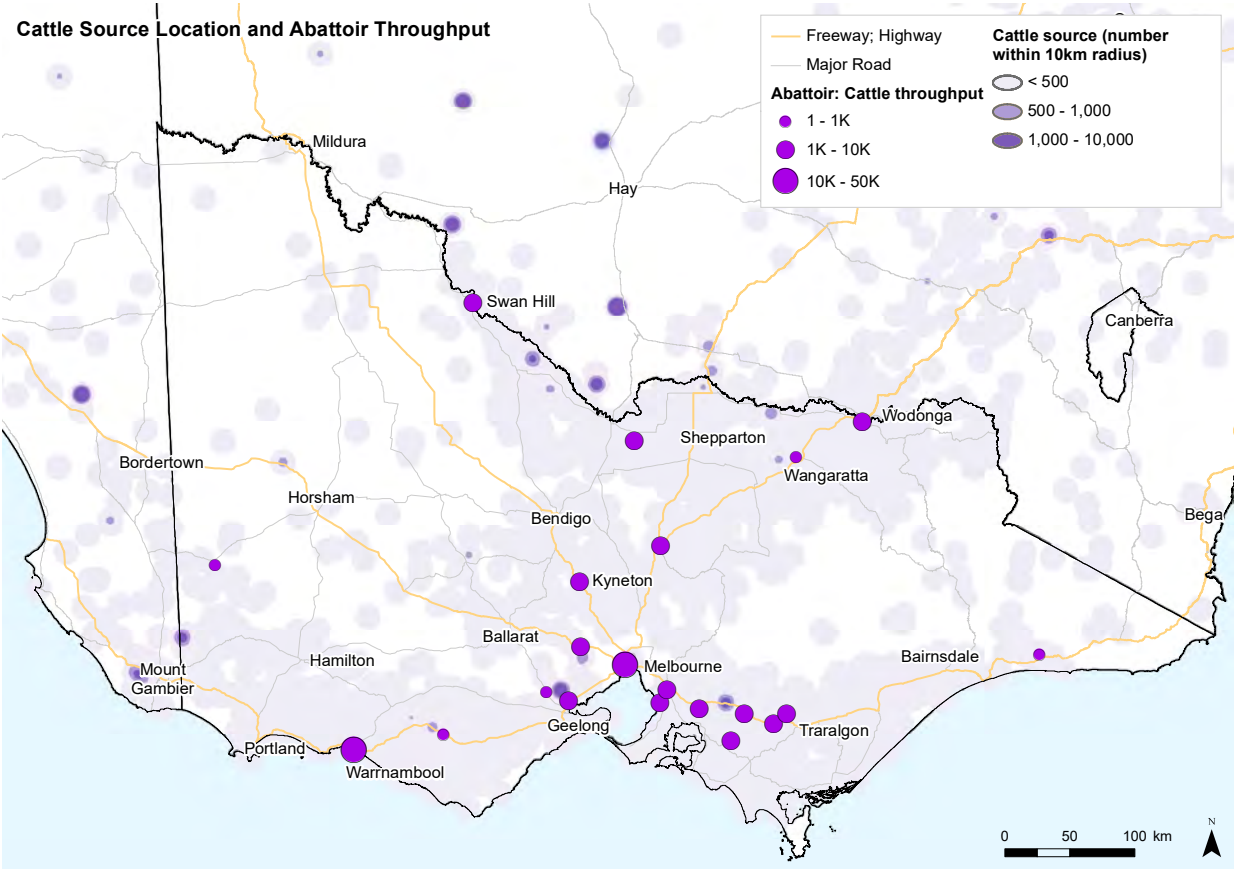 Cattle Source Location and Abattoir Throughput
Freeway; Highway
Major Road
Abattoir: Cattle throughput
1 - 1K
1K - 10K
10K - 50K
Cattle source (number
within 10km radius)
< 500
500 - 1,000
1,000 - 10,000
Mildura
Hay
Swan Hill
Canberra
Wodonga
Shepparton
Bordertown
Wangaratta
Horsham
Bendigo
Bega
Kyneton
Ballarat
Hamilton
Melbourne
Bairnsdale
Mount
Gambier
Geelong
Traralgon
Portland
Warrnambool
0 50 100 km
N